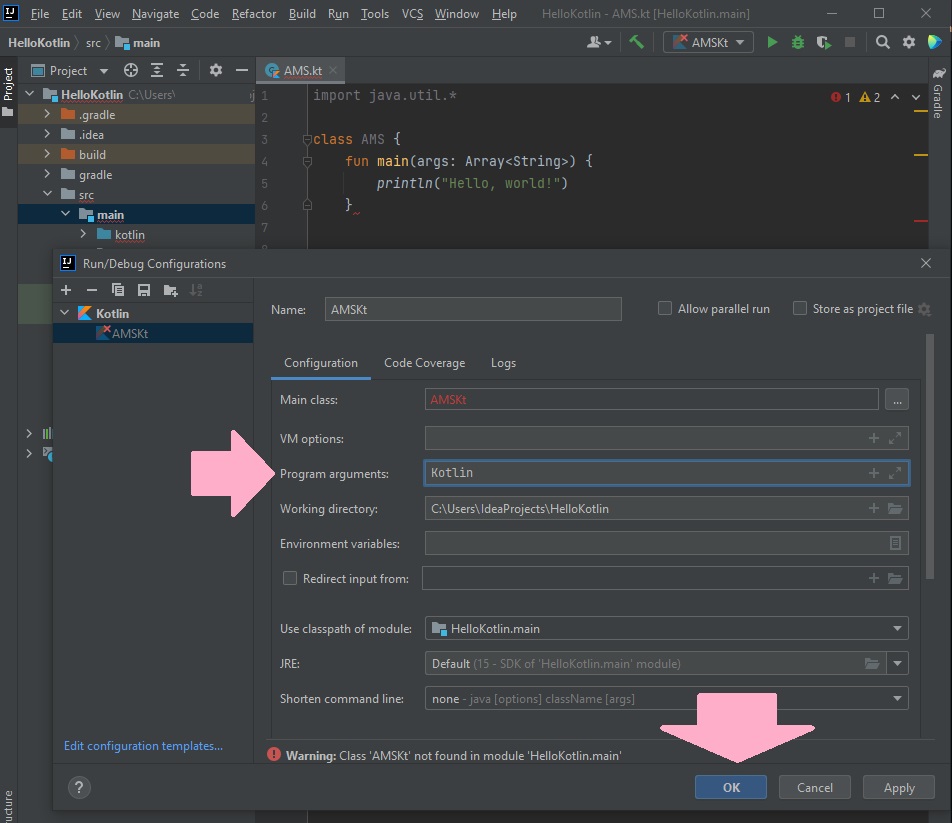 IJ File Edit View Navigate Code Refactor Build Run Tools VCS Window Help HelloKotlin - AMS.kt [HelloKotlin.main]
HelloKotlin src main AMSKt
Project Project AMS.kt Gradle
HelloKotlin C:\Users\
.gradle
.idea
build
gradle
src
main
kotlin
1 import java.util.* 1 2
2
3 class AMS {
4 fun main(args: Array<String>) {
5 println("Hello, world!")
6 }
7
8
IJ Run/Debug Configurations
Kotlin
AMSKt
Name: AMSKt Allow parallel run Store as project file
Configuration Code Coverage Logs
Main class: AMSKt ...
VM options:
Program arguments: Kotlin
Working directory: C:\Users\IdeaProjects\HelloKotlin
Environment variables:
Redirect input from:
Use classpath of module: HelloKotlin.main
JRE: Default (15 - SDK of 'HelloKotlin.main' module)
Shorten command line: none - java [options] className [args]
Edit configuration templates...
Warning: Class 'AMSKt' not found in module 'HelloKotlin.main'
? OK Cancel Apply